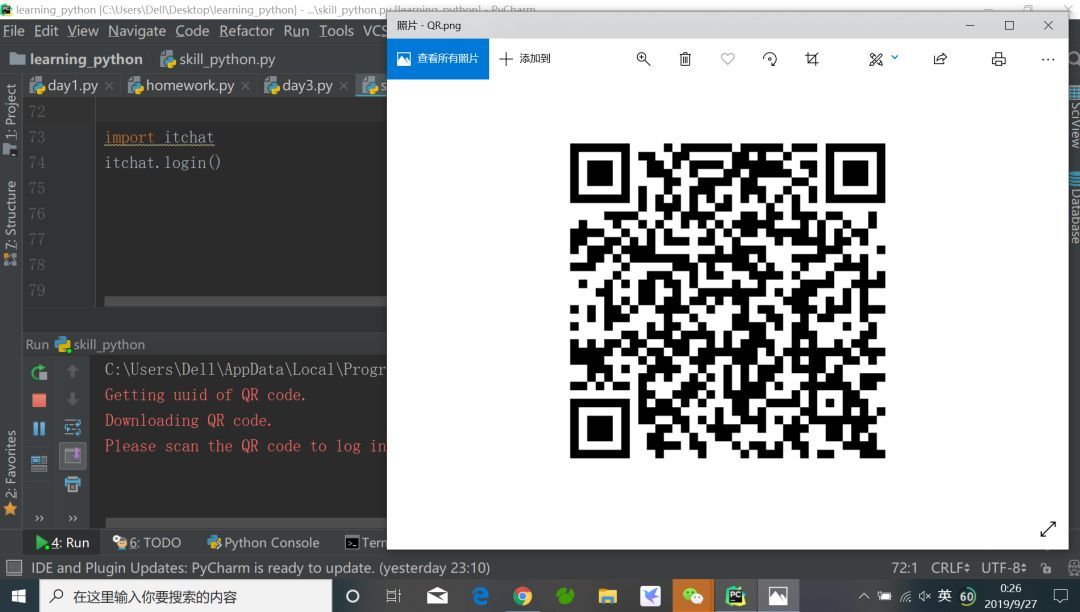 learning_python [C:\Users\Dell\Desktop\learning_python] - ...\skill_python.py [learning_python] - PyCharm
File Edit View Navigate Code Refactor Run Tools VCS
learning_python skill_python.py
day1.py homework.py day3.py
1: Project
7: Structure
2: Favorites
72
73 import itchat
74 itchat.login()
75
76
77
78
79
Run skill_python
C:\Users\Dell\AppData\Local\Progr
Getting uuid of QR code.
Downloading QR code.
Please scan the QR code to log in
照片 - QR.png
查看所有照片 添加到
SciView
Database
4: Run 6: TODO Python Console Tern
IDE and Plugin Updates: PyCharm is ready to update. (yesterday 23:10) 72:1 CRLF UTF-8
在这里输入你要搜索的内容
PC
英 60 0:26
2019/9/27